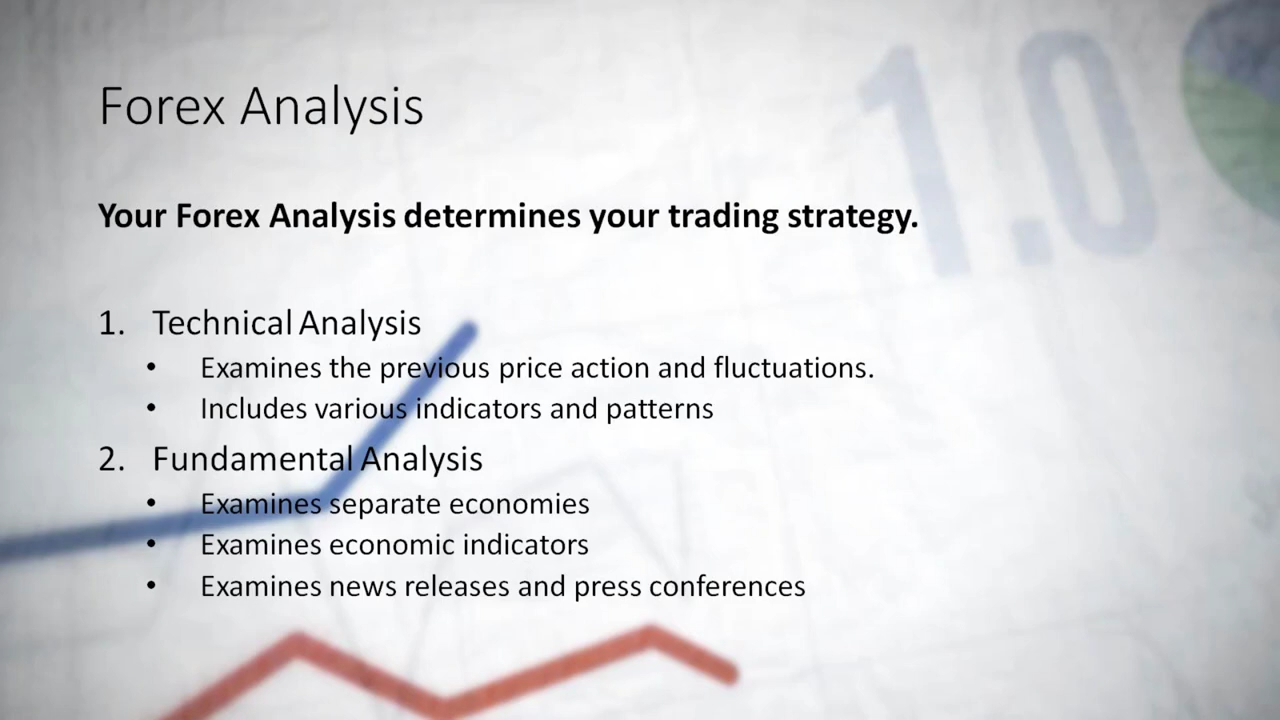 1.0
Forex Analysis
Your Forex Analysis determines your trading strategy.
1. Technical Analysis
• Examines the previous price action and fluctuations.
• Includes various indicators and patterns
2. Fundamental Analysis
• Examines separate economies
• Examines economic indicators
• Examines news releases and press conferences